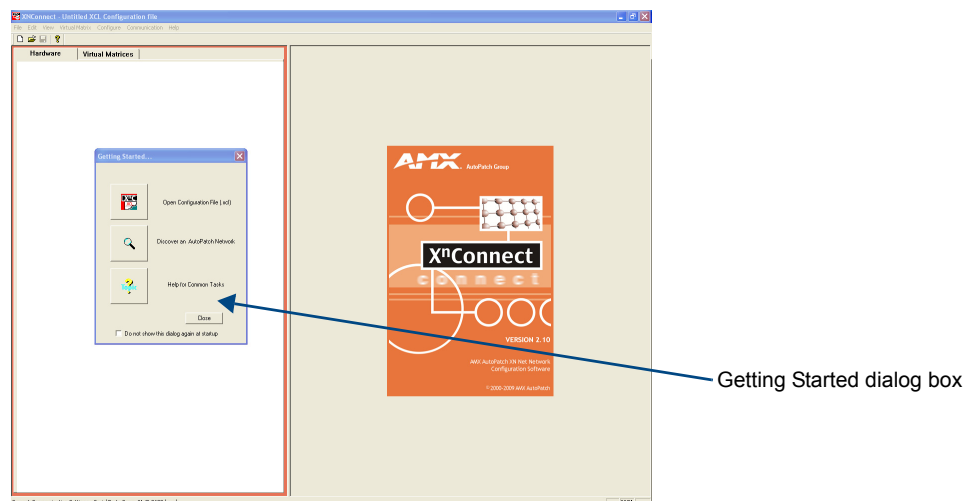 XNConnect - Untitled XCL Configuration file
File Edit View Virtual Matrix Configure Communication Help
Hardware Virtual Matrices
Getting Started...
Open Configuration File (.xcl)
Discover an AutoPatch Network
Help for Common Tasks
Close
Do not show this dialog again at startup
AMX AutoPatch Group
XnConnect
connect
VERSION 2.10
AMX AutoPatch XN Net Network
Configuration Software
© 2000-2009 AMX AutoPatch
Getting Started dialog box